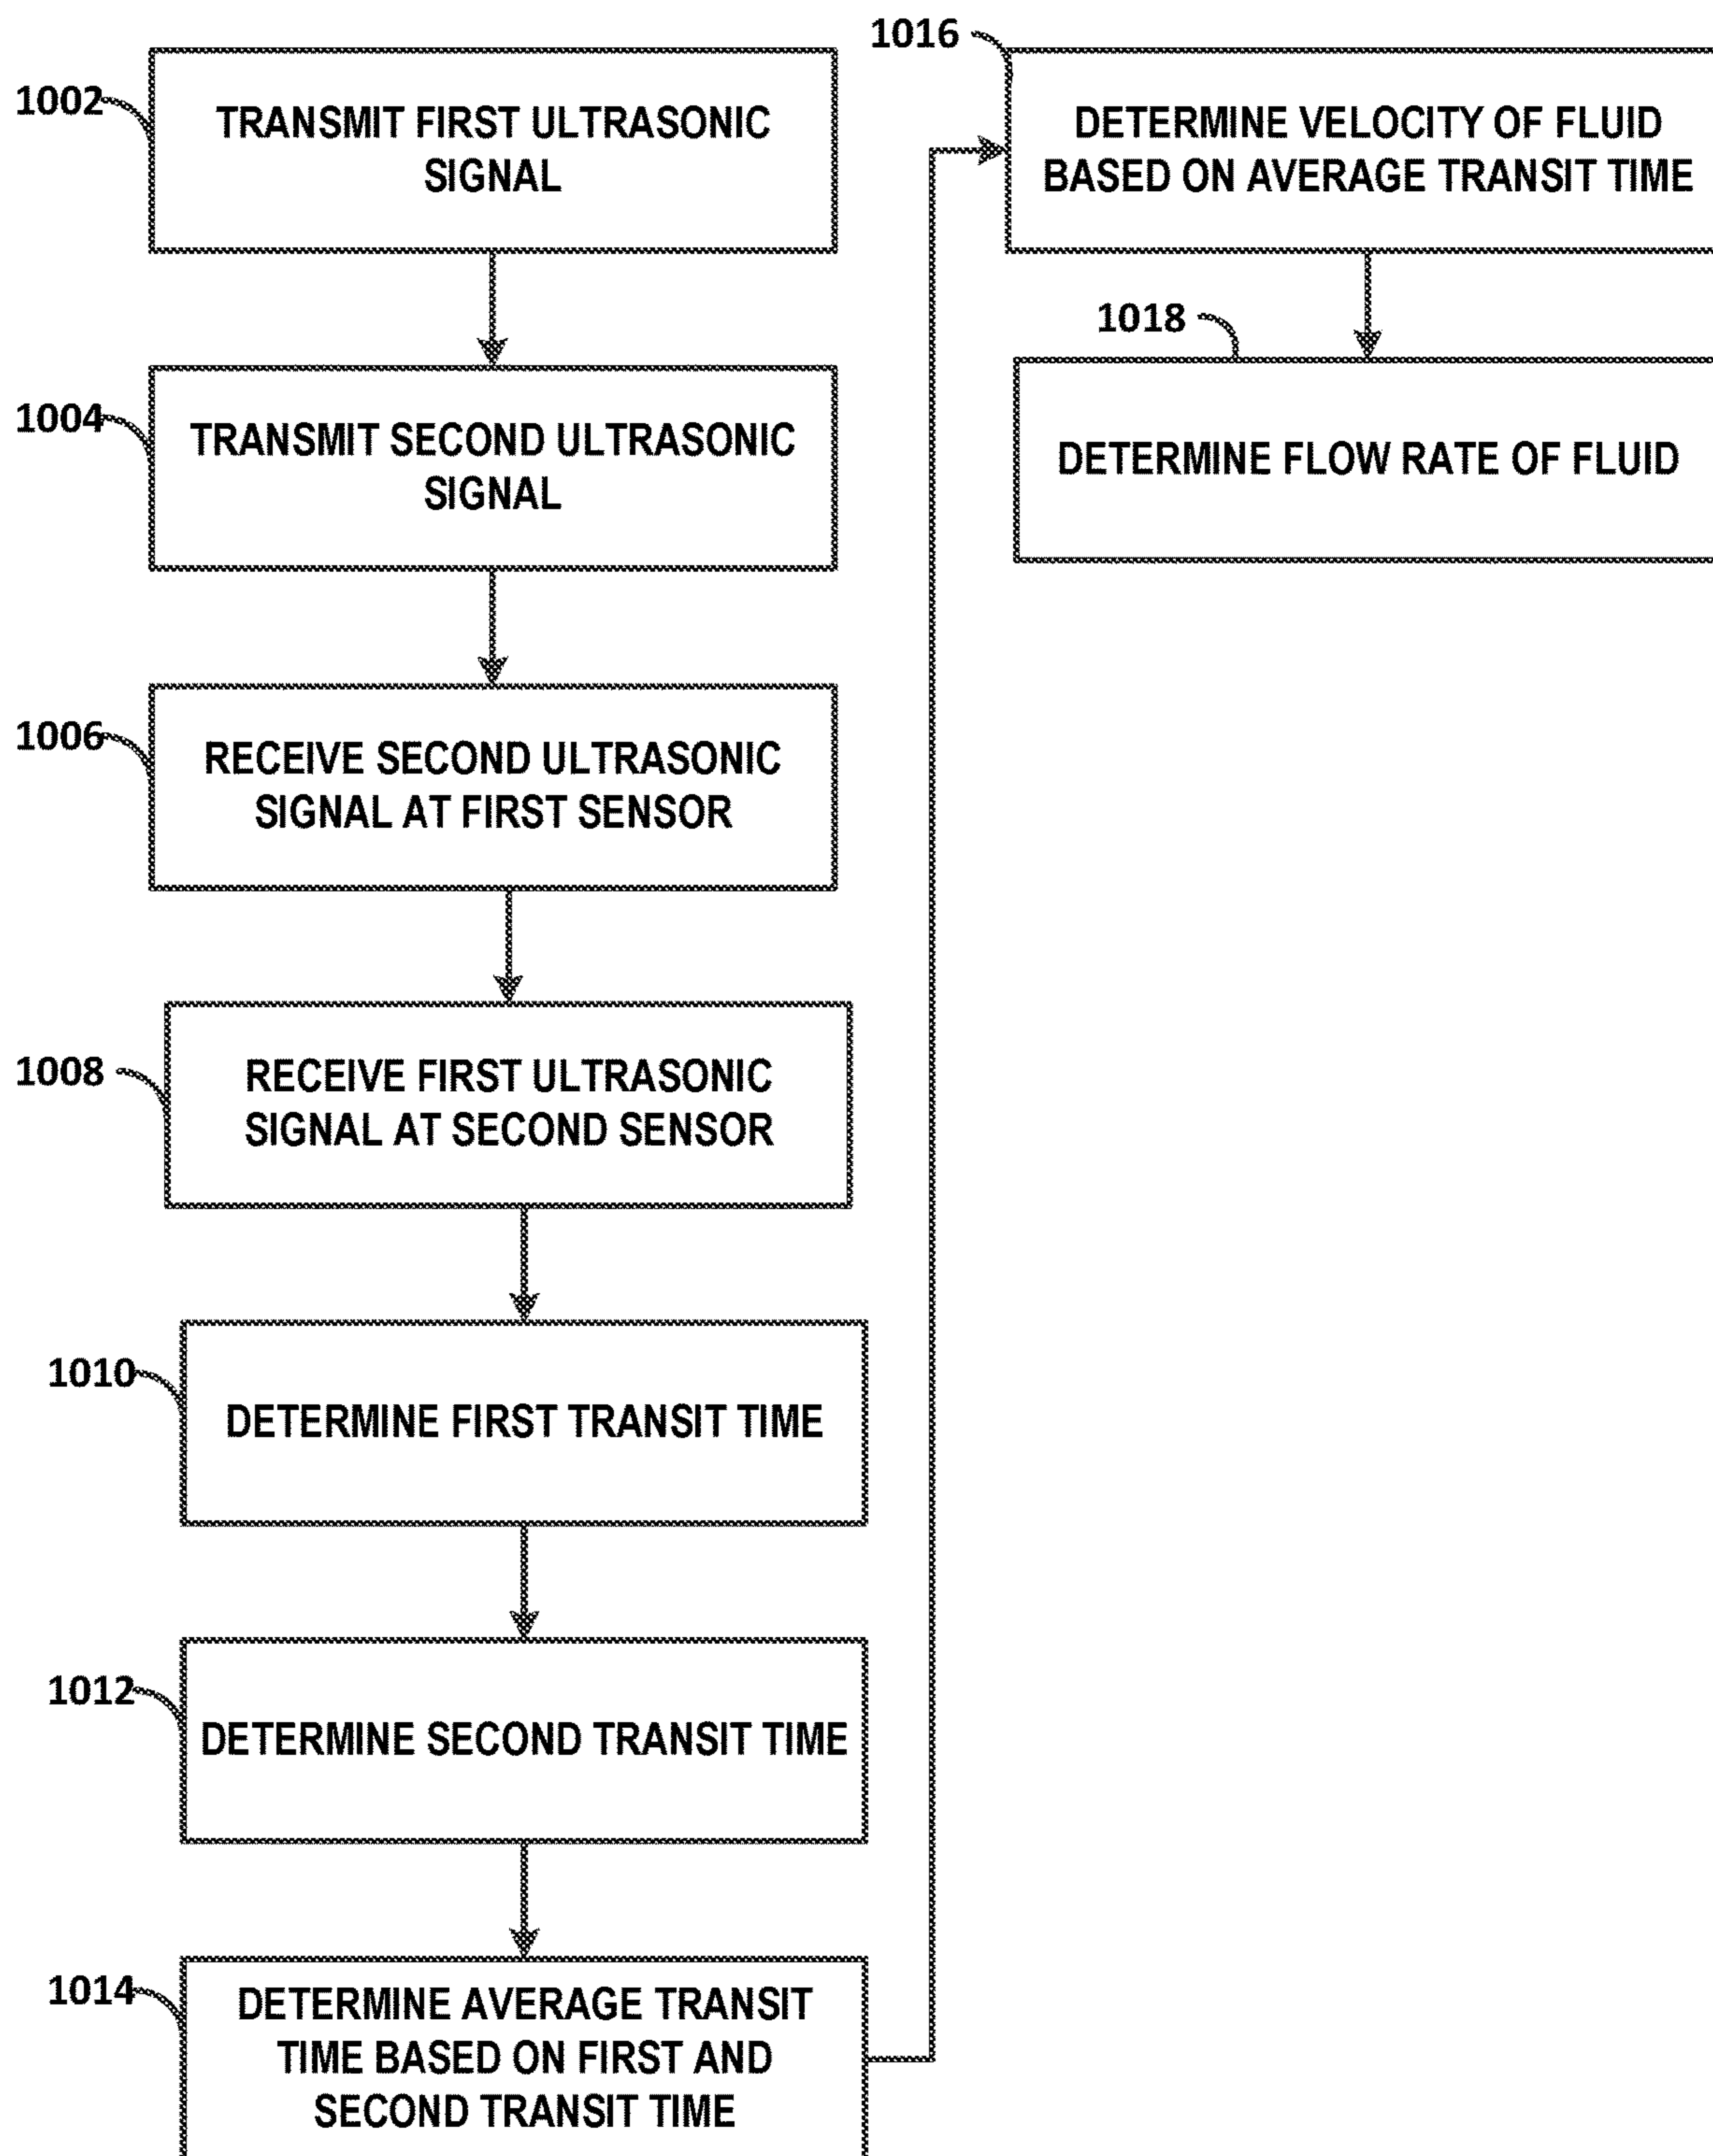 1002
TRANSMIT FIRST ULTRASONIC
SIGNAL
1004
TRANSMIT SECOND ULTRASONIC
SIGNAL
1006
RECEIVE SECOND ULTRASONIC
SIGNAL AT FIRST SENSOR
1008
RECEIVE FIRST ULTRASONIC
SIGNAL AT SECOND SENSOR
1010
DETERMINE FIRST TRANSIT TIME
1012
DETERMINE SECOND TRANSIT TIME
1014
DETERMINE AVERAGE TRANSIT
TIME BASED ON FIRST AND
SECOND TRANSIT TIME
1016
DETERMINE VELOCITY OF FLUID
BASED ON AVERAGE TRANSIT TIME
1018
DETERMINE FLOW RATE OF FLUID